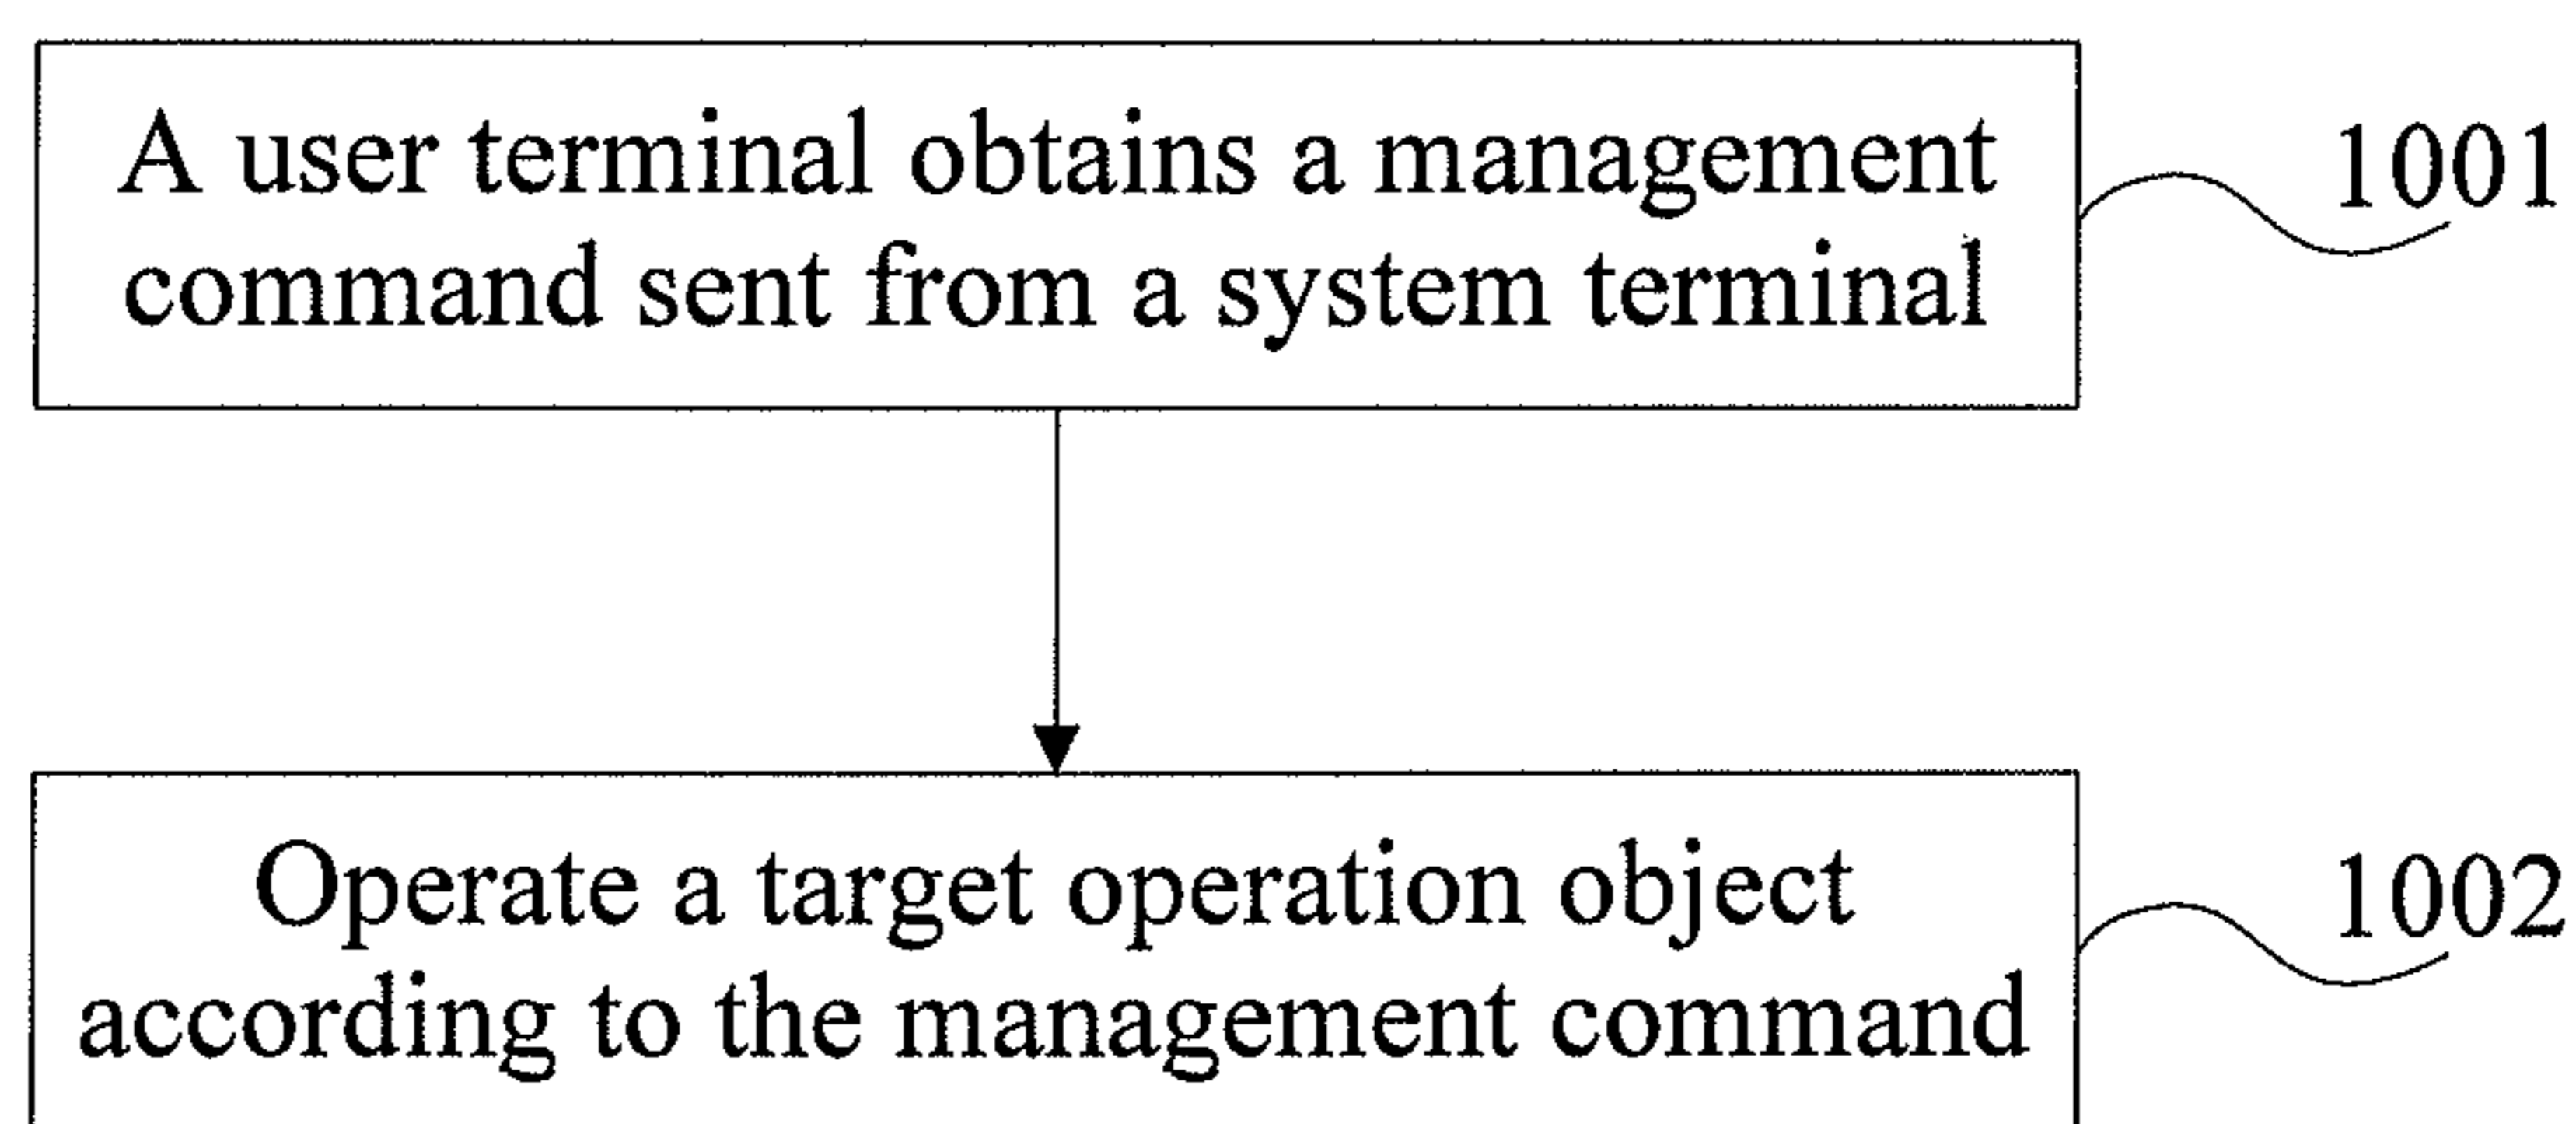 A user terminal obtains a management
command sent from a system terminal
1001
Operate a target operation object
according to the management command
1002